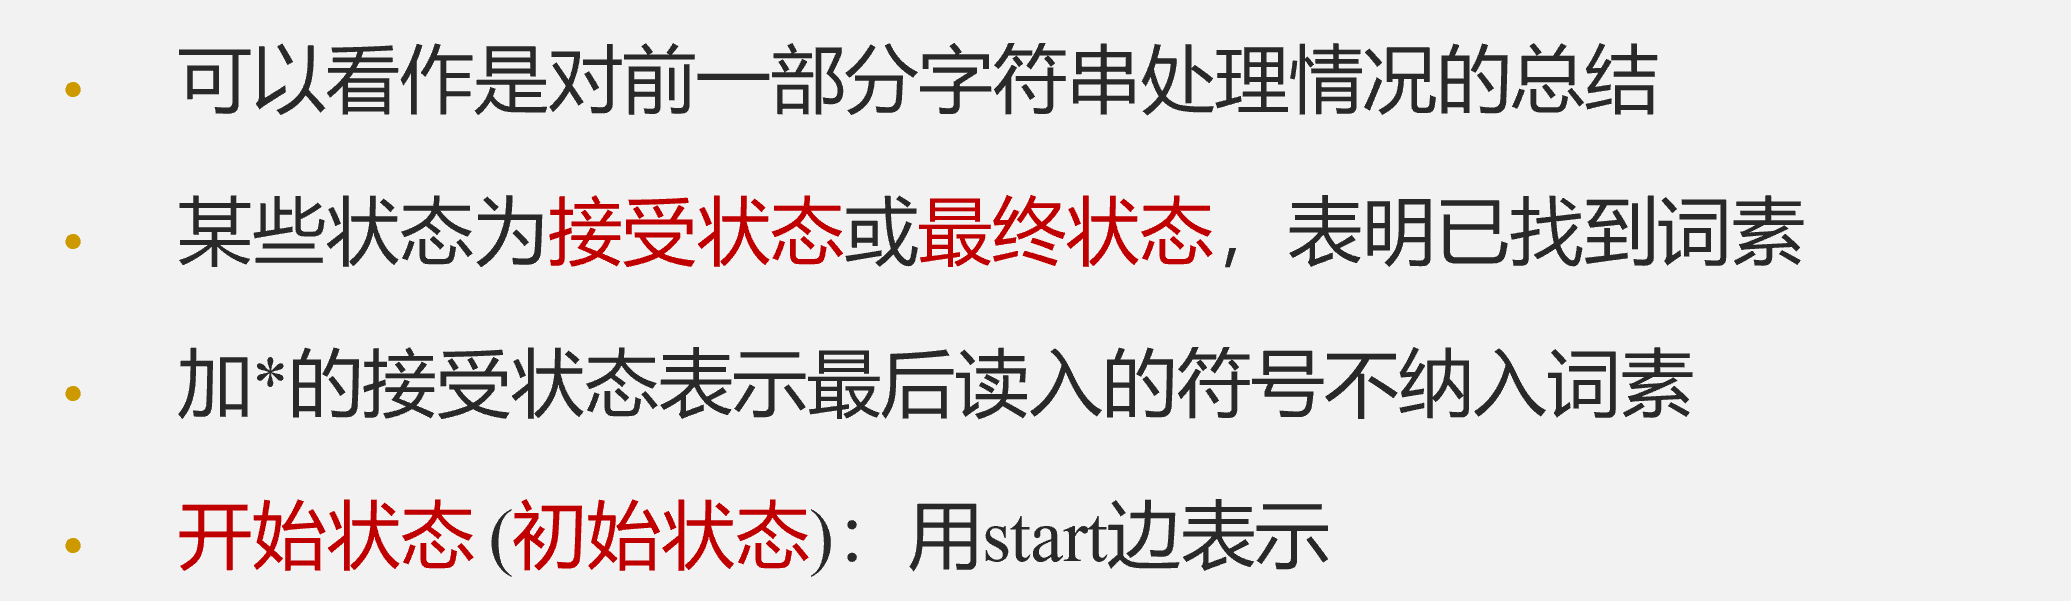 • 可以看作是对前一部分字符串处理情况的总结
• 某些状态为接受状态或最终状态，表明已找到词素
• 加*的接受状态表示最后读入的符号不纳入词素
• 开始状态 (初始状态)：用start边表示